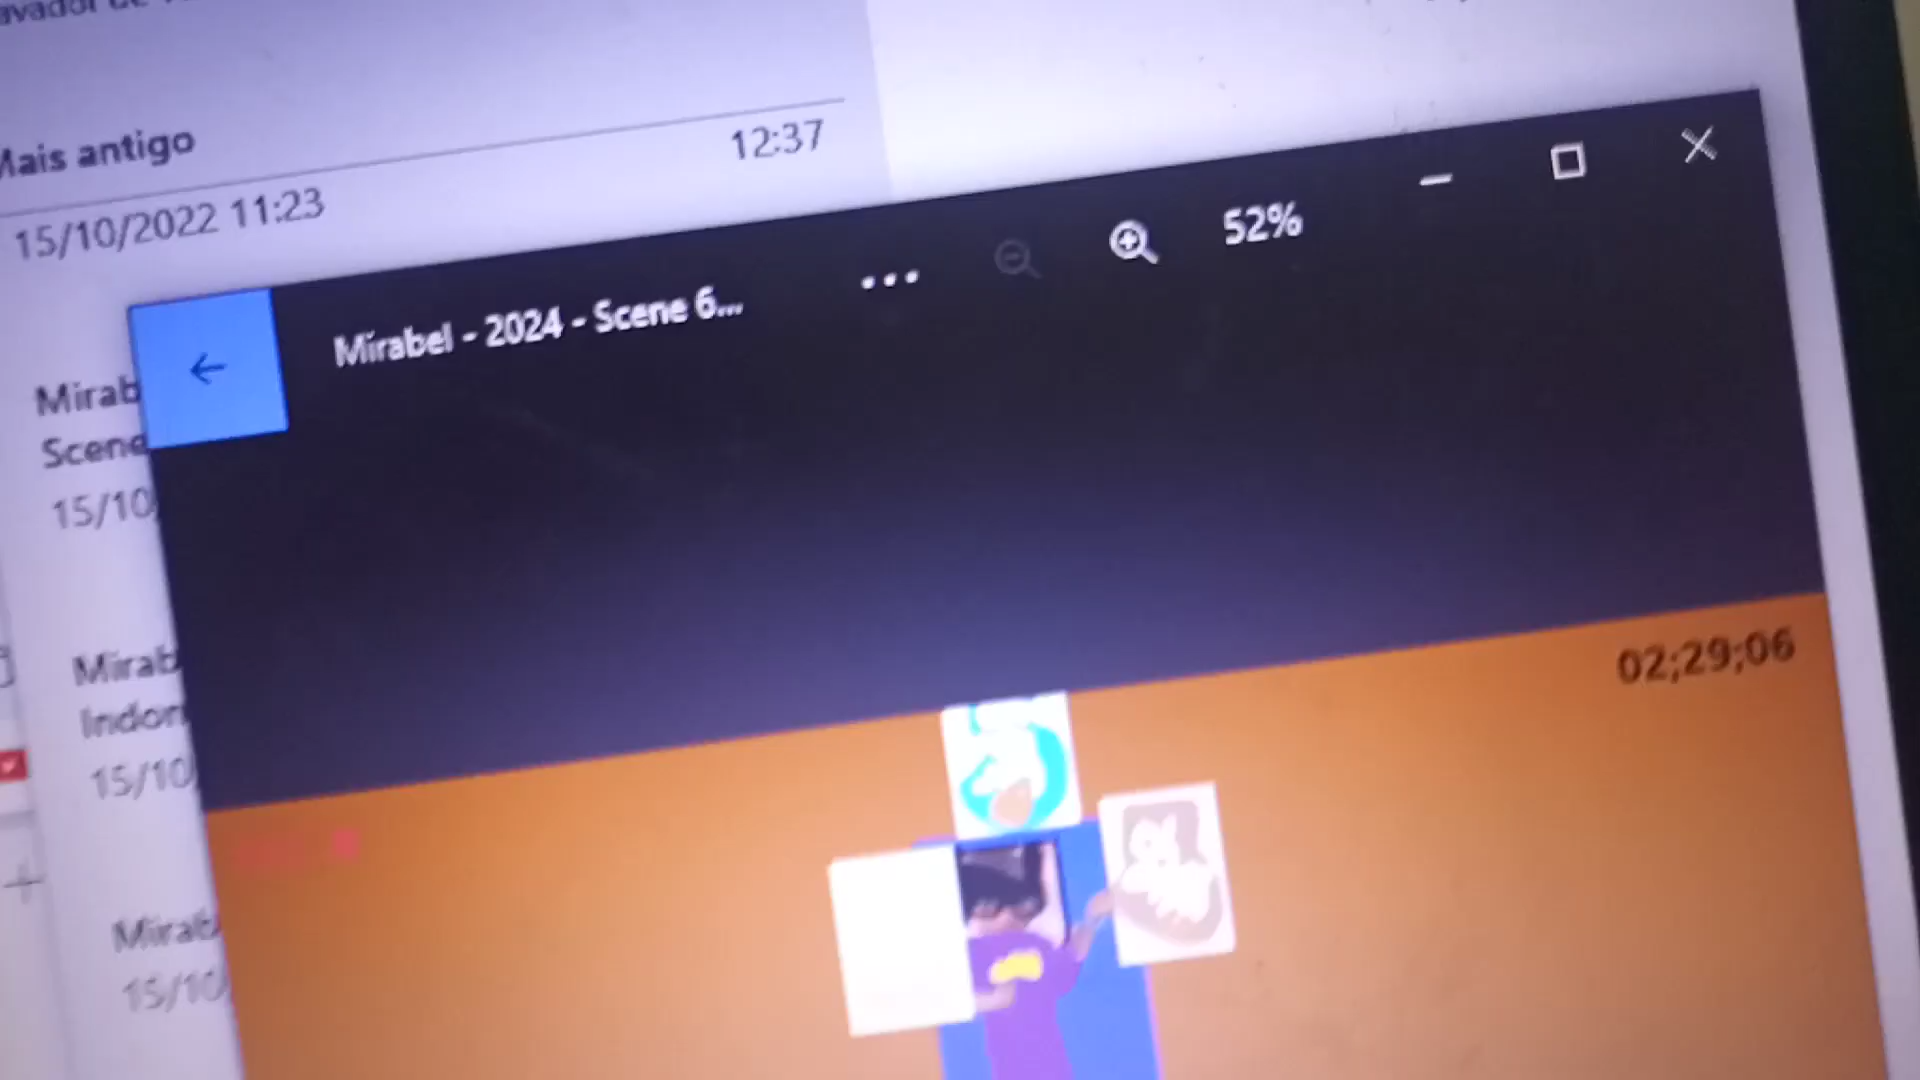 Mais antigo
12:37
15/10/2022 11:23
52%
Mirabel - 2024 - Scene 6...
Mirab
Scene
15/10
02;29;06
Mirab
Indon
15/10
Mirab
15/10